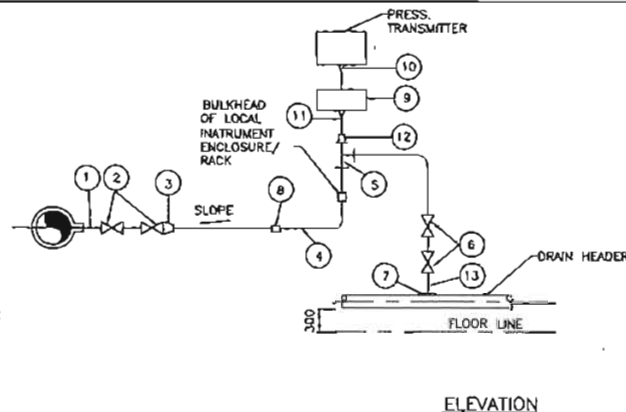 PRESS.
TRANSMITTER
10
9
BULKHEAD
OF LOCAL
INATRUMENT
ENCLOSURE/
RACK
11
12
5
1
2
3
SLOPE
8
4
6
7
13
DRAIN HEADER
300
FLOOR LINE
ELEVATION